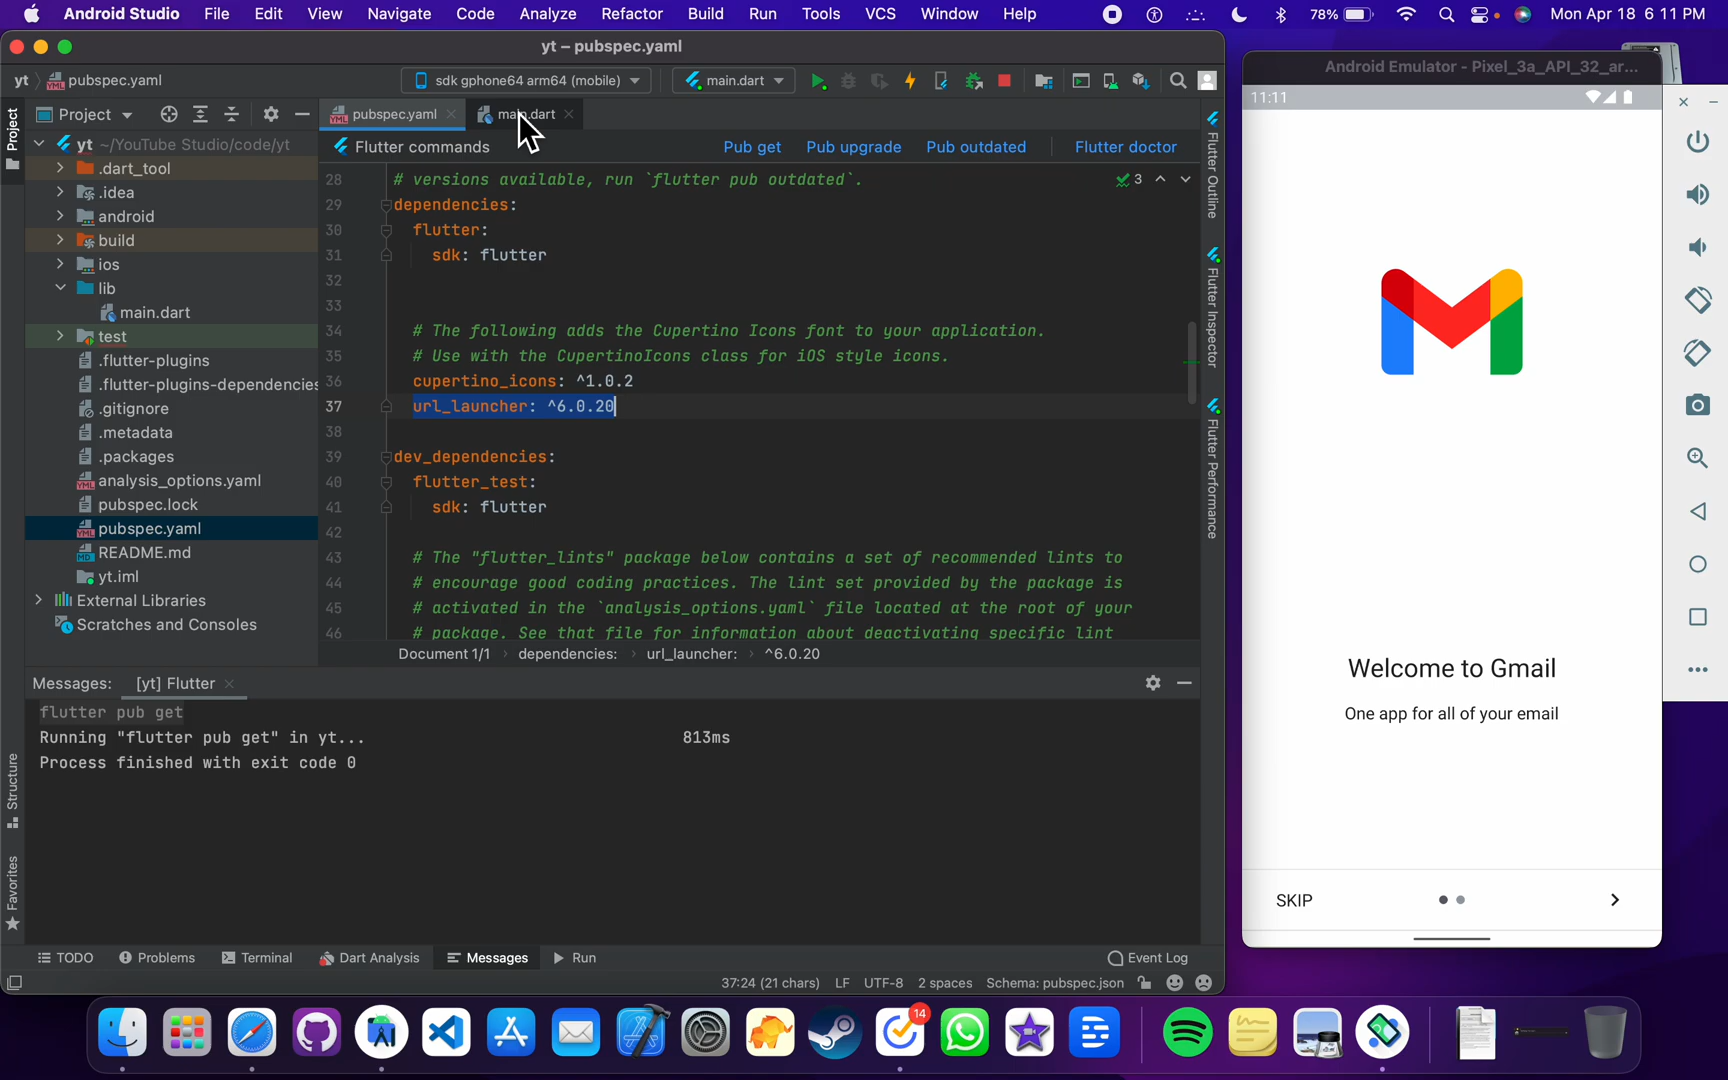 Android Studio File Edit View Navigate Code Analyze Refactor Build Run Tools VCS Window Help 78% Mon Apr 18 6 11 PM
yt – pubspec.yaml
yt pubspec.yaml sdk gphone64 arm64 (mobile) main.dart
Project pubspec.yaml main.dart
Flutter commands Pub get Pub upgrade Pub outdated Flutter doctor
yt ~/YouTube Studio/code/yt
.dart_tool
.idea
android
build
ios
lib
main.dart
test
.flutter-plugins
.flutter-plugins-dependencies
.gitignore
.metadata
.packages
analysis_options.yaml
pubspec.lock
pubspec.yaml
README.md
yt.iml
External Libraries
Scratches and Consoles
28 # versions available, run `flutter pub outdated`. 3
29 dependencies:
30 flutter:
31 sdk: flutter
32
33
34 # The following adds the Cupertino Icons font to your application.
35 # Use with the CupertinoIcons class for iOS style icons.
36 cupertino_icons: ^1.0.2
37 url_launcher: ^6.0.20
38
39 dev_dependencies:
40 flutter_test:
41 sdk: flutter
42
43 # The "flutter_lints" package below contains a set of recommended lints to
44 # encourage good coding practices. The lint set provided by the package is
45 # activated in the `analysis_options.yaml` file located at the root of your
46 # package. See that file for information about deactivating specific lint
Document 1/1 dependencies: url_launcher: ^6.0.20
Project
Structure
Favorites
Flutter Outline
Flutter Inspector
Flutter Performance
Messages: [yt] Flutter
flutter pub get
Running "flutter pub get" in yt... 813ms
Process finished with exit code 0
TODO Problems Terminal Dart Analysis Messages Run Event Log
37:24 (21 chars) LF UTF-8 2 spaces Schema: pubspec.json
Android Emulator - Pixel_3a_API_32_ar...
11:11
Welcome to Gmail
One app for all of your email
SKIP
14